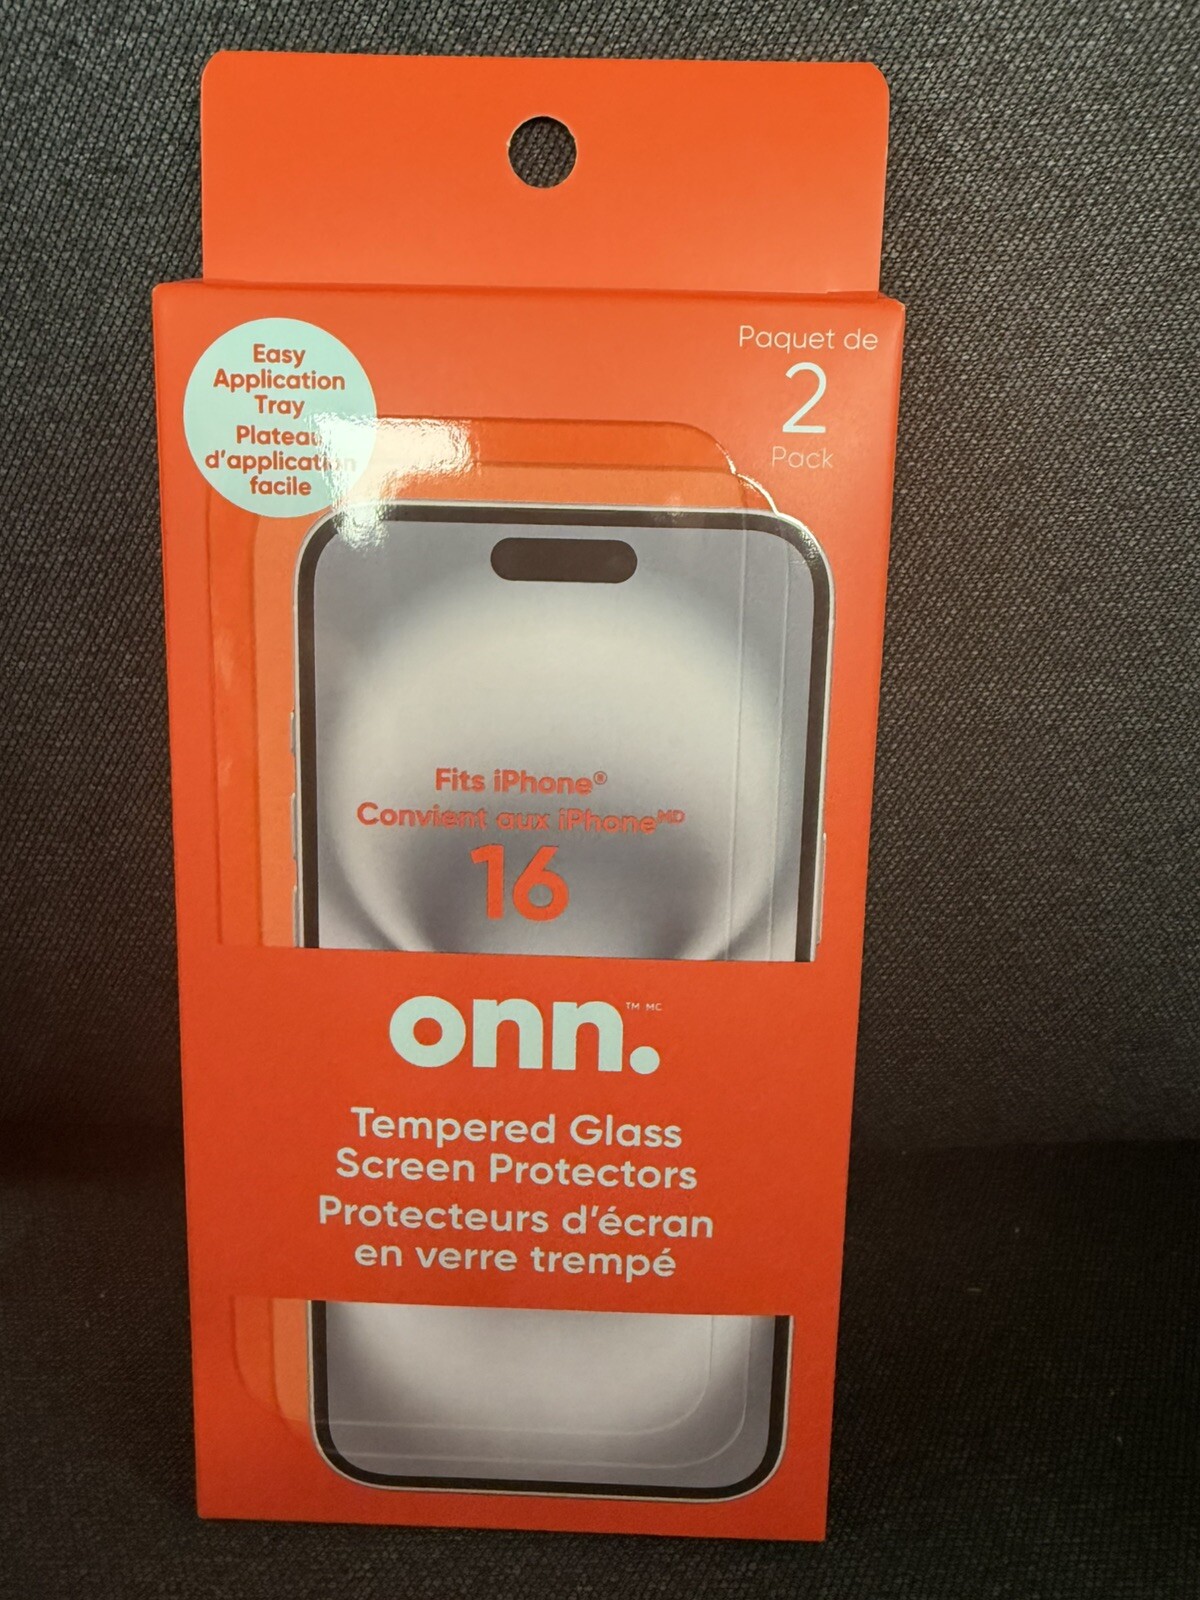 Easy
Application
Tray
Plateau
d'application
facile
Paquet de
2
Pack
Fits iPhone®
Convient aux iPhoneᴹᴰ
16
onn.™ MC
Tempered Glass
Screen Protectors
Protecteurs d'écran
en verre trempé